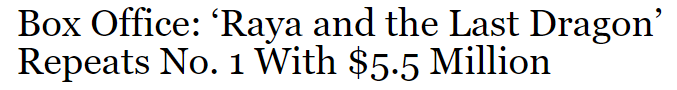 Box Office: ‘Raya and the Last Dragon’
Repeats No. 1 With $5.5 Million